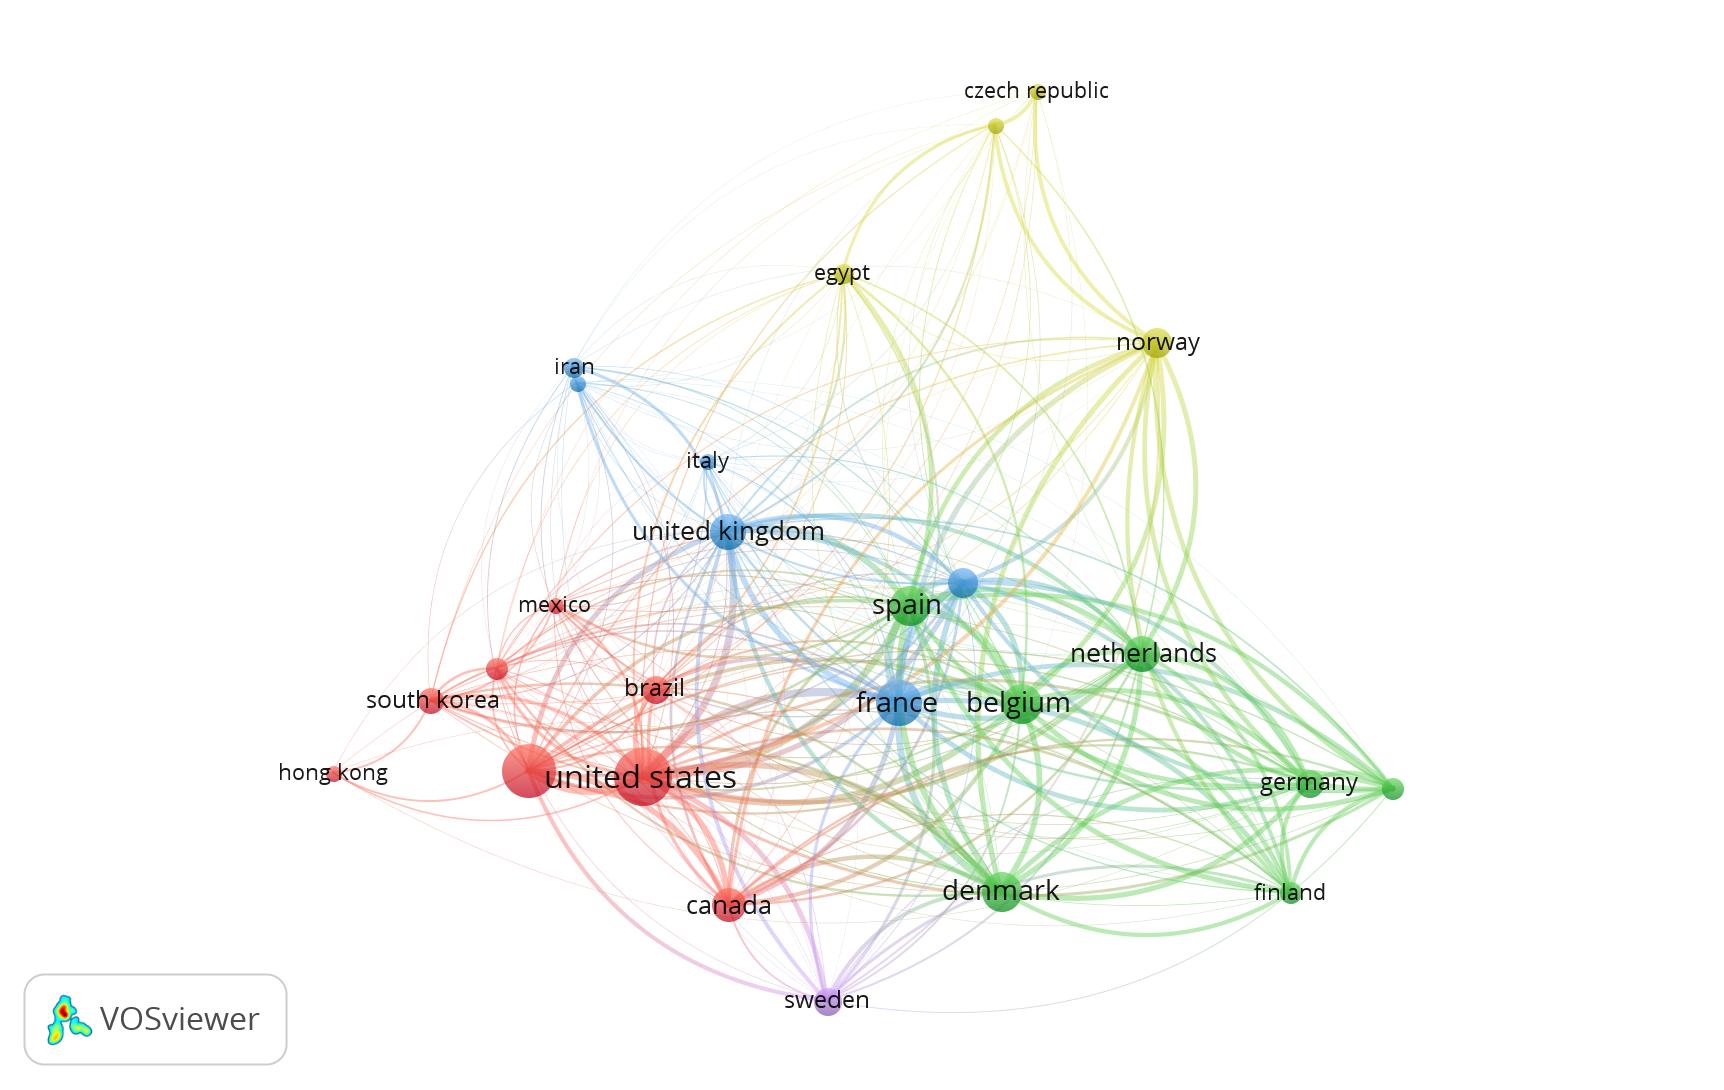 czech republic
egypt
norway
iran
italy
united kingdom
mexico
spain
netherlands
south korea
brazil
france
belgium
hong kong
united states
germany
canada
denmark
finland
sweden
VOSviewer